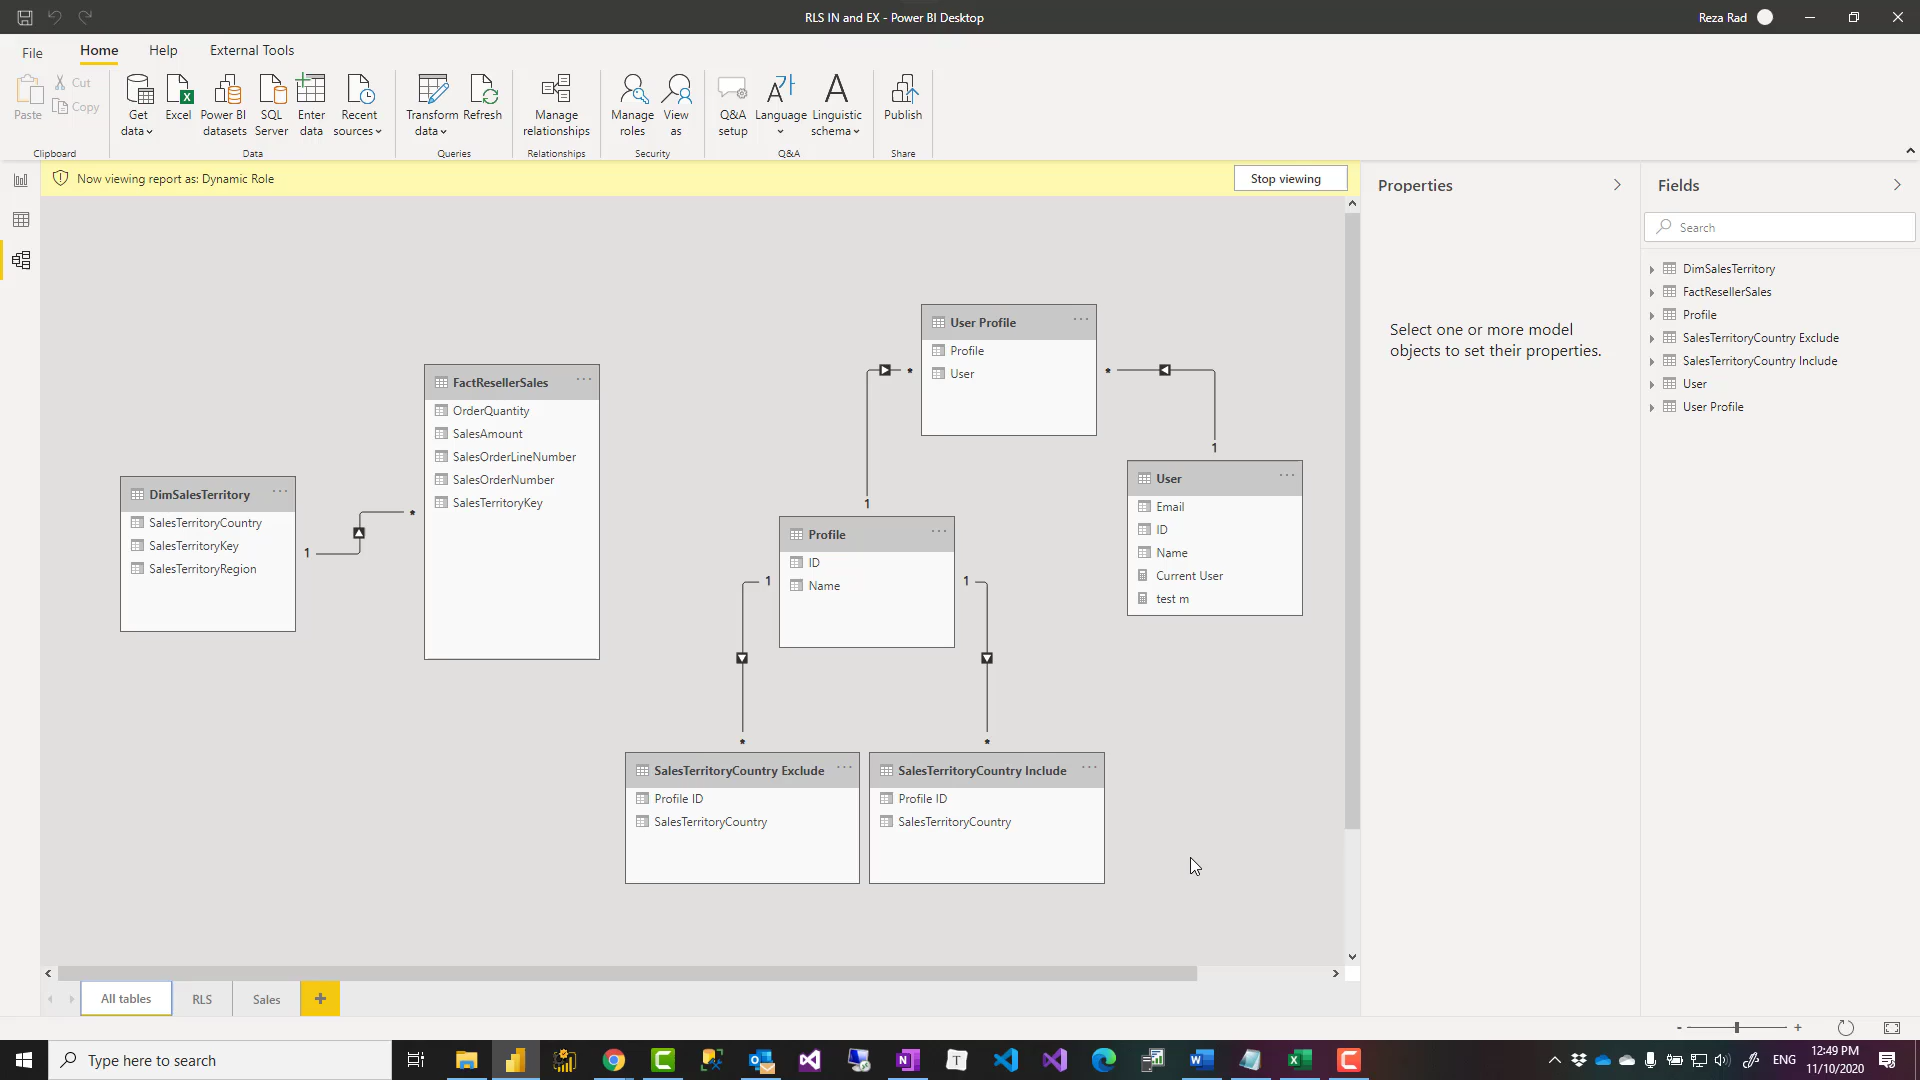 RLS IN and EX - Power BI Desktop
Reza Rad
File
Home
Help
External Tools
Paste
Cut
Copy
Clipboard
Get
data
Excel
Power BI
datasets
SQL
Server
Enter
data
Recent
sources
Data
Transform
data
Refresh
Queries
Manage
relationships
Relationships
Manage
roles
View
as
Security
Q&A
setup
Language
Linguistic
schema
Q&A
Publish
Share
Now viewing report as: Dynamic Role
Stop viewing
DimSalesTerritory
SalesTerritoryCountry
SalesTerritoryKey
SalesTerritoryRegion
1
*
FactResellerSales
OrderQuantity
SalesAmount
SalesOrderLineNumber
SalesOrderNumber
SalesTerritoryKey
User Profile
Profile
User
*
*
1
1
User
Email
ID
Name
Current User
test m
Profile
ID
Name
1
1
*
*
SalesTerritoryCountry Exclude
Profile ID
SalesTerritoryCountry
SalesTerritoryCountry Include
Profile ID
SalesTerritoryCountry
Properties
Select one or more model
objects to set their properties.
Fields
Search
DimSalesTerritory
FactResellerSales
Profile
SalesTerritoryCountry Exclude
SalesTerritoryCountry Include
User
User Profile
All tables
RLS
Sales
+
- +
Type here to search
ENG
12:49 PM
11/10/2020